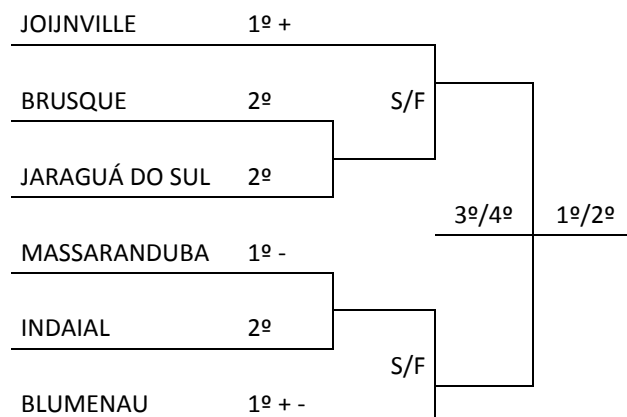 JOIJNVILLE 1º +
BRUSQUE 2º S/F
JARAGUÁ DO SUL 2º
3º/4º 1º/2º
MASSARANDUBA 1º -
INDAIAL 2º
S/F
BLUMENAU 1º + -